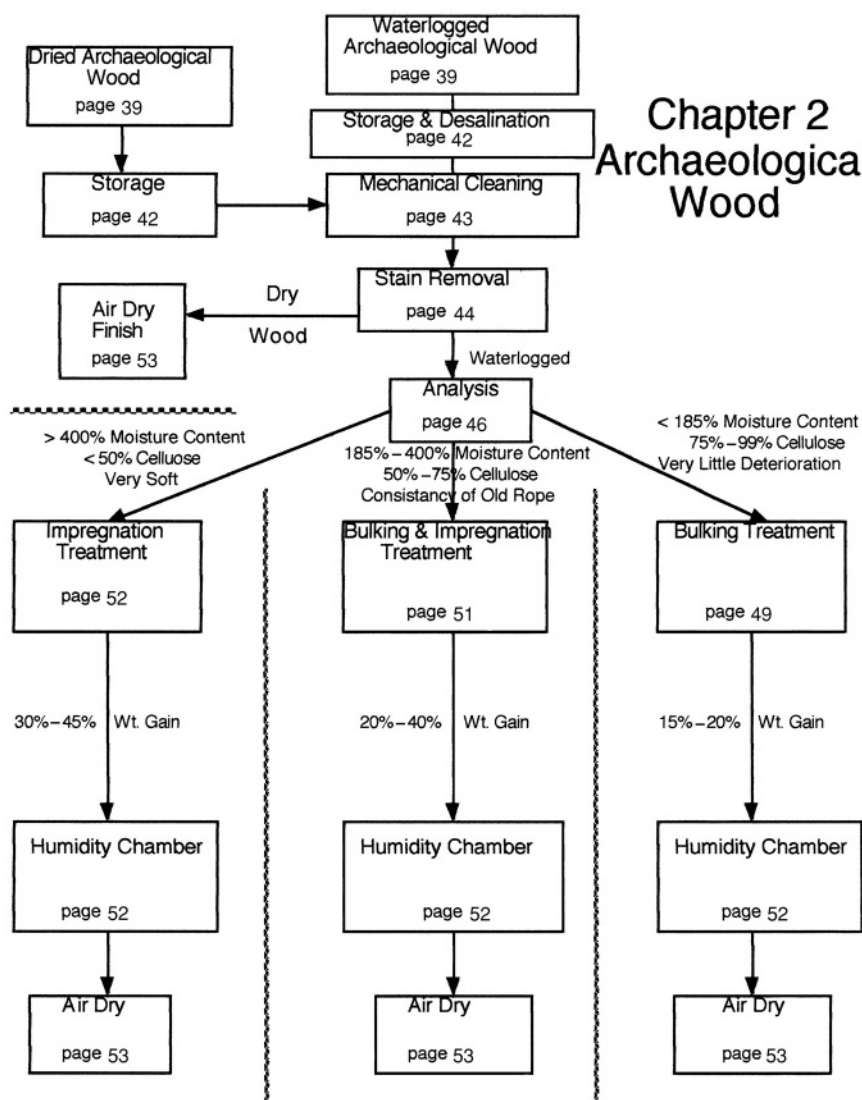 Waterlogged
Archaeological Wood
page 39
Dried Archaeological
Wood
page 39
Chapter 2
Archaeological
Wood
Storage & Desalination
page 42
Storage
page 42
Mechanical Cleaning
page 43
Stain Removal
page 44
Dry
Wood
Air Dry
Finish
page 53
Waterlogged
Analysis
page 46
> 400% Moisture Content
< 50% Celluose
Very Soft
185%–400% Moisture Content
50%–75% Cellulose
Consistancy of Old Rope
< 185% Moisture Content
75%–99% Cellulose
Very Little Deterioration
Impregnation
Treatment
page 52
Bulking & Impregnation
Treatment
page 51
Bulking Treatment
page 49
30%–45% Wt. Gain
20%–40% Wt. Gain
15%–20% Wt. Gain
Humidity Chamber
page 52
Humidity Chamber
page 52
Humidity Chamber
page 52
Air Dry
page 53
Air Dry
page 53
Air Dry
page 53